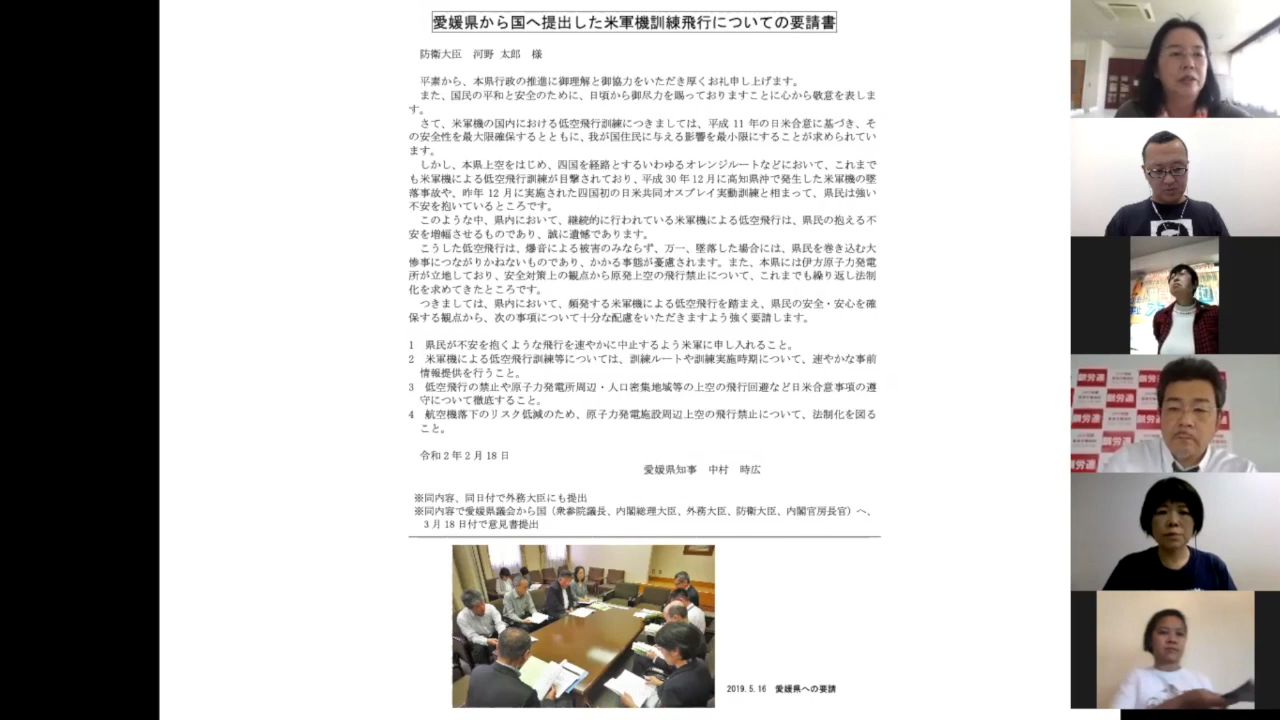 愛媛県から国へ提出した米軍機訓練飛行についての要請書
防衛大臣　河野 太郎　様
平素から、本県行政の推進に御理解と御協力をいただき厚くお礼申し上げます。
また、国民の平和と安全のために、日頃から御尽力を賜っておりますことに心から敬意を表しま
す。
さて、米軍機の国内における低空飛行訓練につきましては、平成 11 年の日米合意に基づき、そ
の安全性を最大限確保するとともに、我が国住民に与える影響を最小限にすることが求められてい
ます。
しかし、本県上空をはじめ、四国を経路とするいわゆるオレンジルートなどにおいて、これまで
も米軍機による低空飛行訓練が目撃されており、平成 30 年 12 月に高知県沖で発生した米軍機の墜
落事故や、昨年 12 月に実施された四国初の日米共同オスプレイ実動訓練と相まって、県民は強い
不安を抱いているところです。
このような中、県内において、継続的に行われている米軍機による低空飛行は、県民の抱える不
安を増幅させるものであり、誠に遺憾であります。
こうした低空飛行は、爆音による被害のみならず、万一、墜落した場合には、県民を巻き込む大
惨事につながりかねないものであり、かかる事態が憂慮されます。また、本県には伊方原子力発電
所が立地しており、安全対策上の観点から原発上空の飛行禁止について、これまでも繰り返し法制
化を求めてきたところです。
つきましては、県内において、頻発する米軍機による低空飛行を踏まえ、県民の安全・安心を確
保する観点から、次の事項について十分な配慮をいただきますよう強く要請します。
1　県民が不安を抱くような飛行を速やかに中止するよう米軍に申し入れること。
2　米軍機による低空飛行訓練等については、訓練ルートや訓練実施時期について、速やかな事前
情報提供を行うこと。
3　低空飛行の禁止や原子力発電所周辺・人口密集地域等の上空の飛行回避など日米合意事項の遵
守について徹底すること。
4　航空機落下のリスク低減のため、原子力発電施設周辺上空の飛行禁止について、法制化を図る
こと。
令和２年２月 18 日
愛媛県知事　中村　時広
※同内容、同日付で外務大臣にも提出
※同内容で愛媛県議会から国（衆参院議長、内閣総理大臣、外務大臣、防衛大臣、内閣官房長官）へ、
３月 18 日付で意見書提出
2019. 5. 16　愛媛県への要請